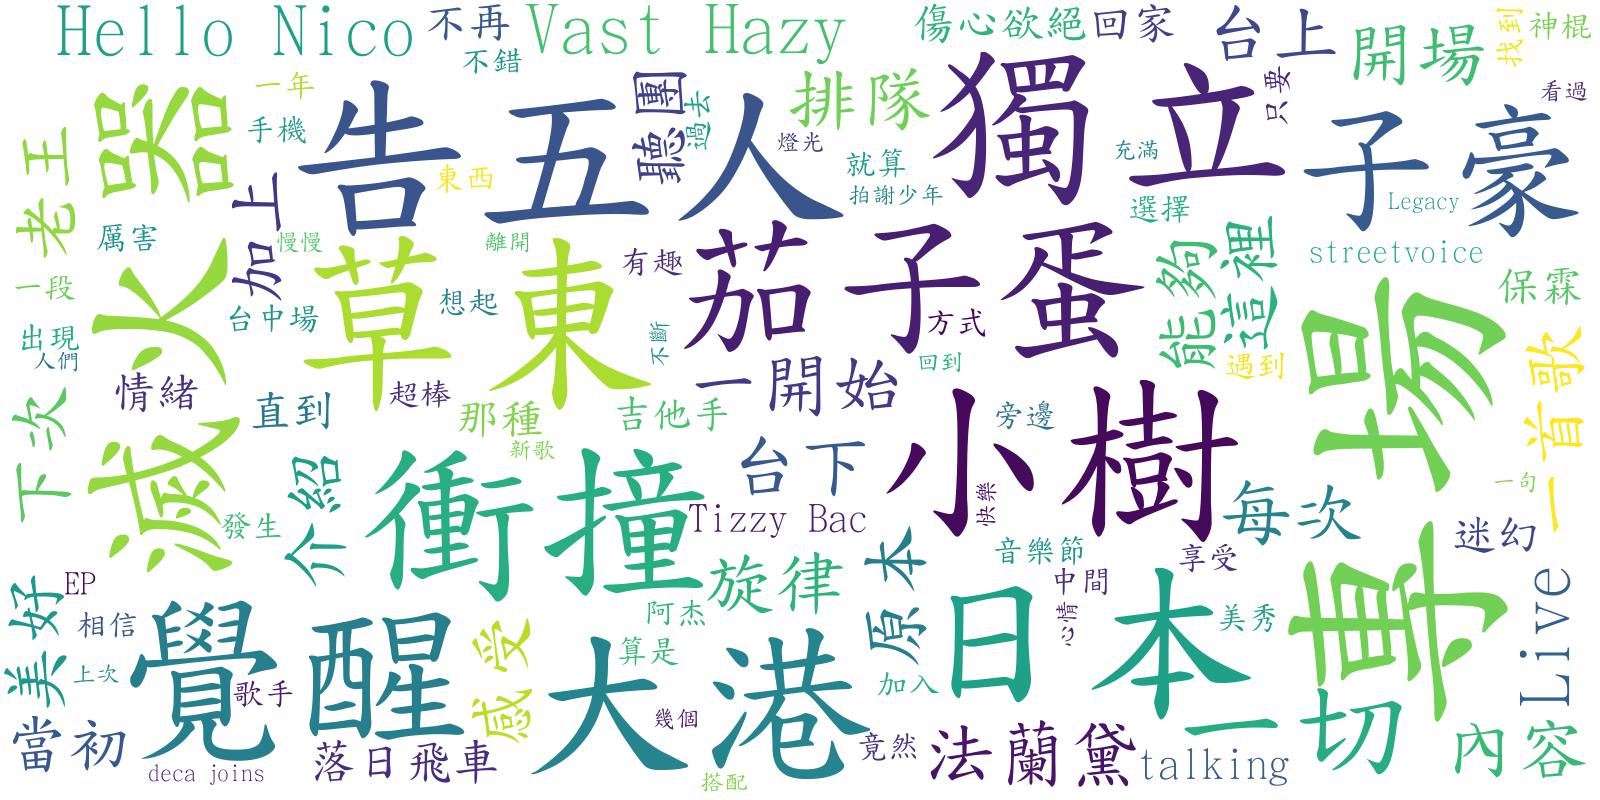 Hello Nico
不再
Vast Hazy
傷心欲絕
回家
台上
開場
找到
神棍
不錯
一年
器火滅
告五人
聽團
過去
排隊
獨立
只要
看過
手機
老王
加上
東西
燈光
就算
拍謝少年
充滿
選擇
子豪
Legacy
streetvoice
厲害
慢慢
離開
有趣
茄子蛋
能夠
這裡
一段
台中場
草東
想起
不斷
方式
保霖
出現
人們
情緒
超棒
一開始
回到
遇到
專場
一首歌
下次
直到
那種
吉他手
新歌
台下
小樹
旁邊
快樂
一句
介紹
發生
衝撞
Tizzy Bac
每次
迷幻
美好
EP
旋律
原本
音樂節
中間
享受
相信
阿杰
心情
日本
美秀
Live
美
上次
覺醒
歌手
感受
算是
大港
幾個
加入
一切
當初
deca joins
落日飛車
搭配
竟然
法蘭黛
talking
內容